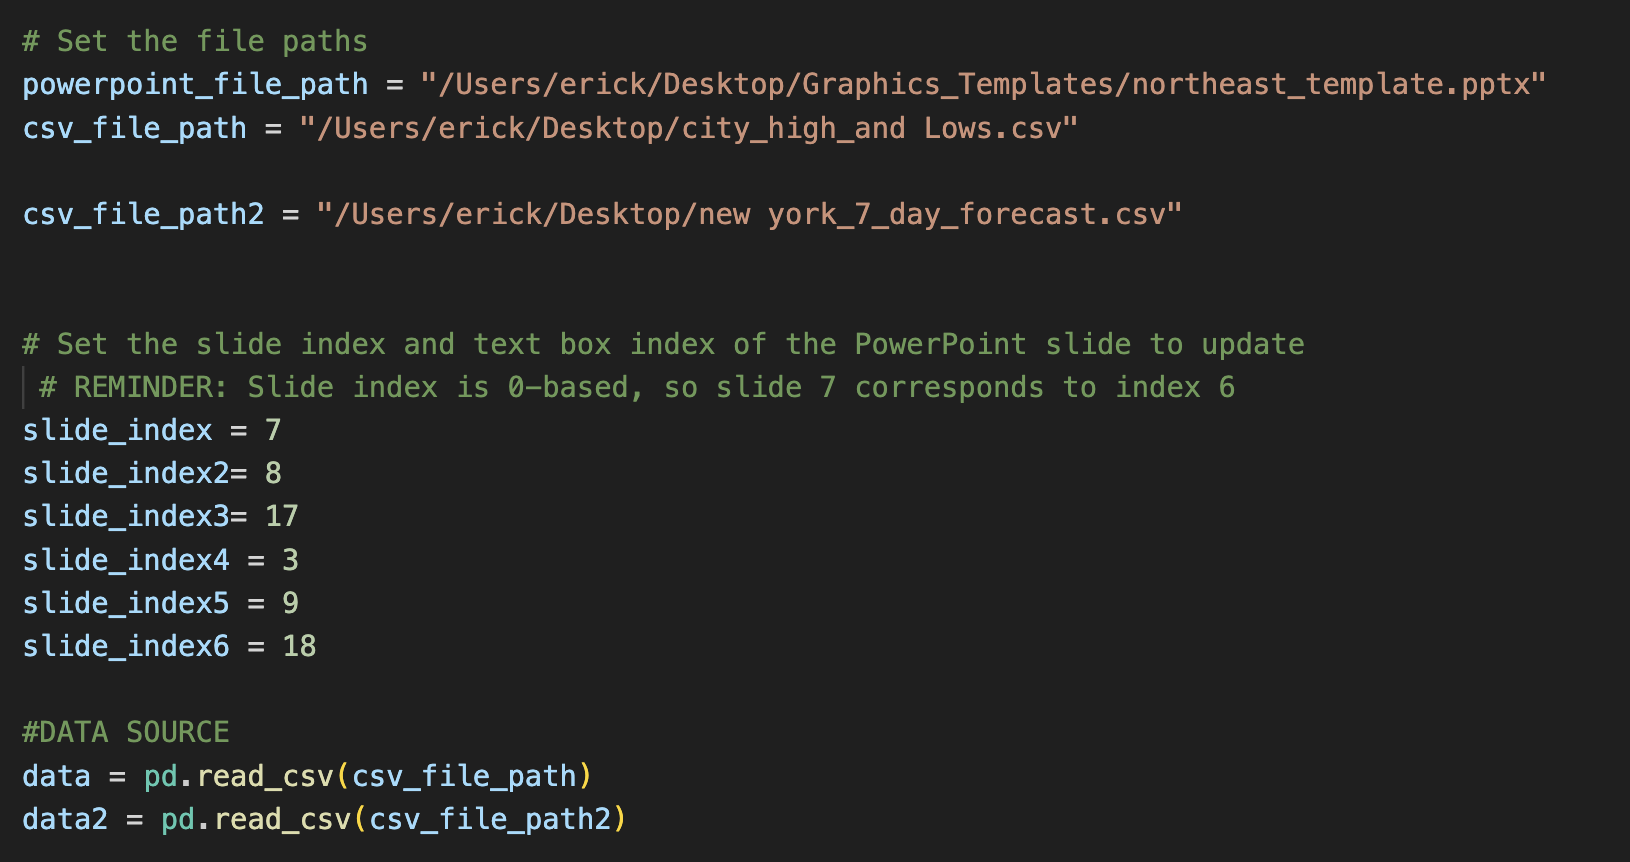 # Set the file paths
powerpoint_file_path = "/Users/erick/Desktop/Graphics_Templates/northeast_template.pptx"
csv_file_path = "/Users/erick/Desktop/city_high_and Lows.csv"
csv_file_path2 = "/Users/erick/Desktop/new york_7_day_forecast.csv"
# Set the slide index and text box index of the PowerPoint slide to update
# REMINDER: Slide index is 0-based, so slide 7 corresponds to index 6
slide_index = 7
slide_index2= 8
slide_index3= 17
slide_index4 = 3
slide_index5 = 9
slide_index6 = 18
#DATA SOURCE
data = pd.read_csv(csv_file_path)
data2 = pd.read_csv(csv_file_path2)